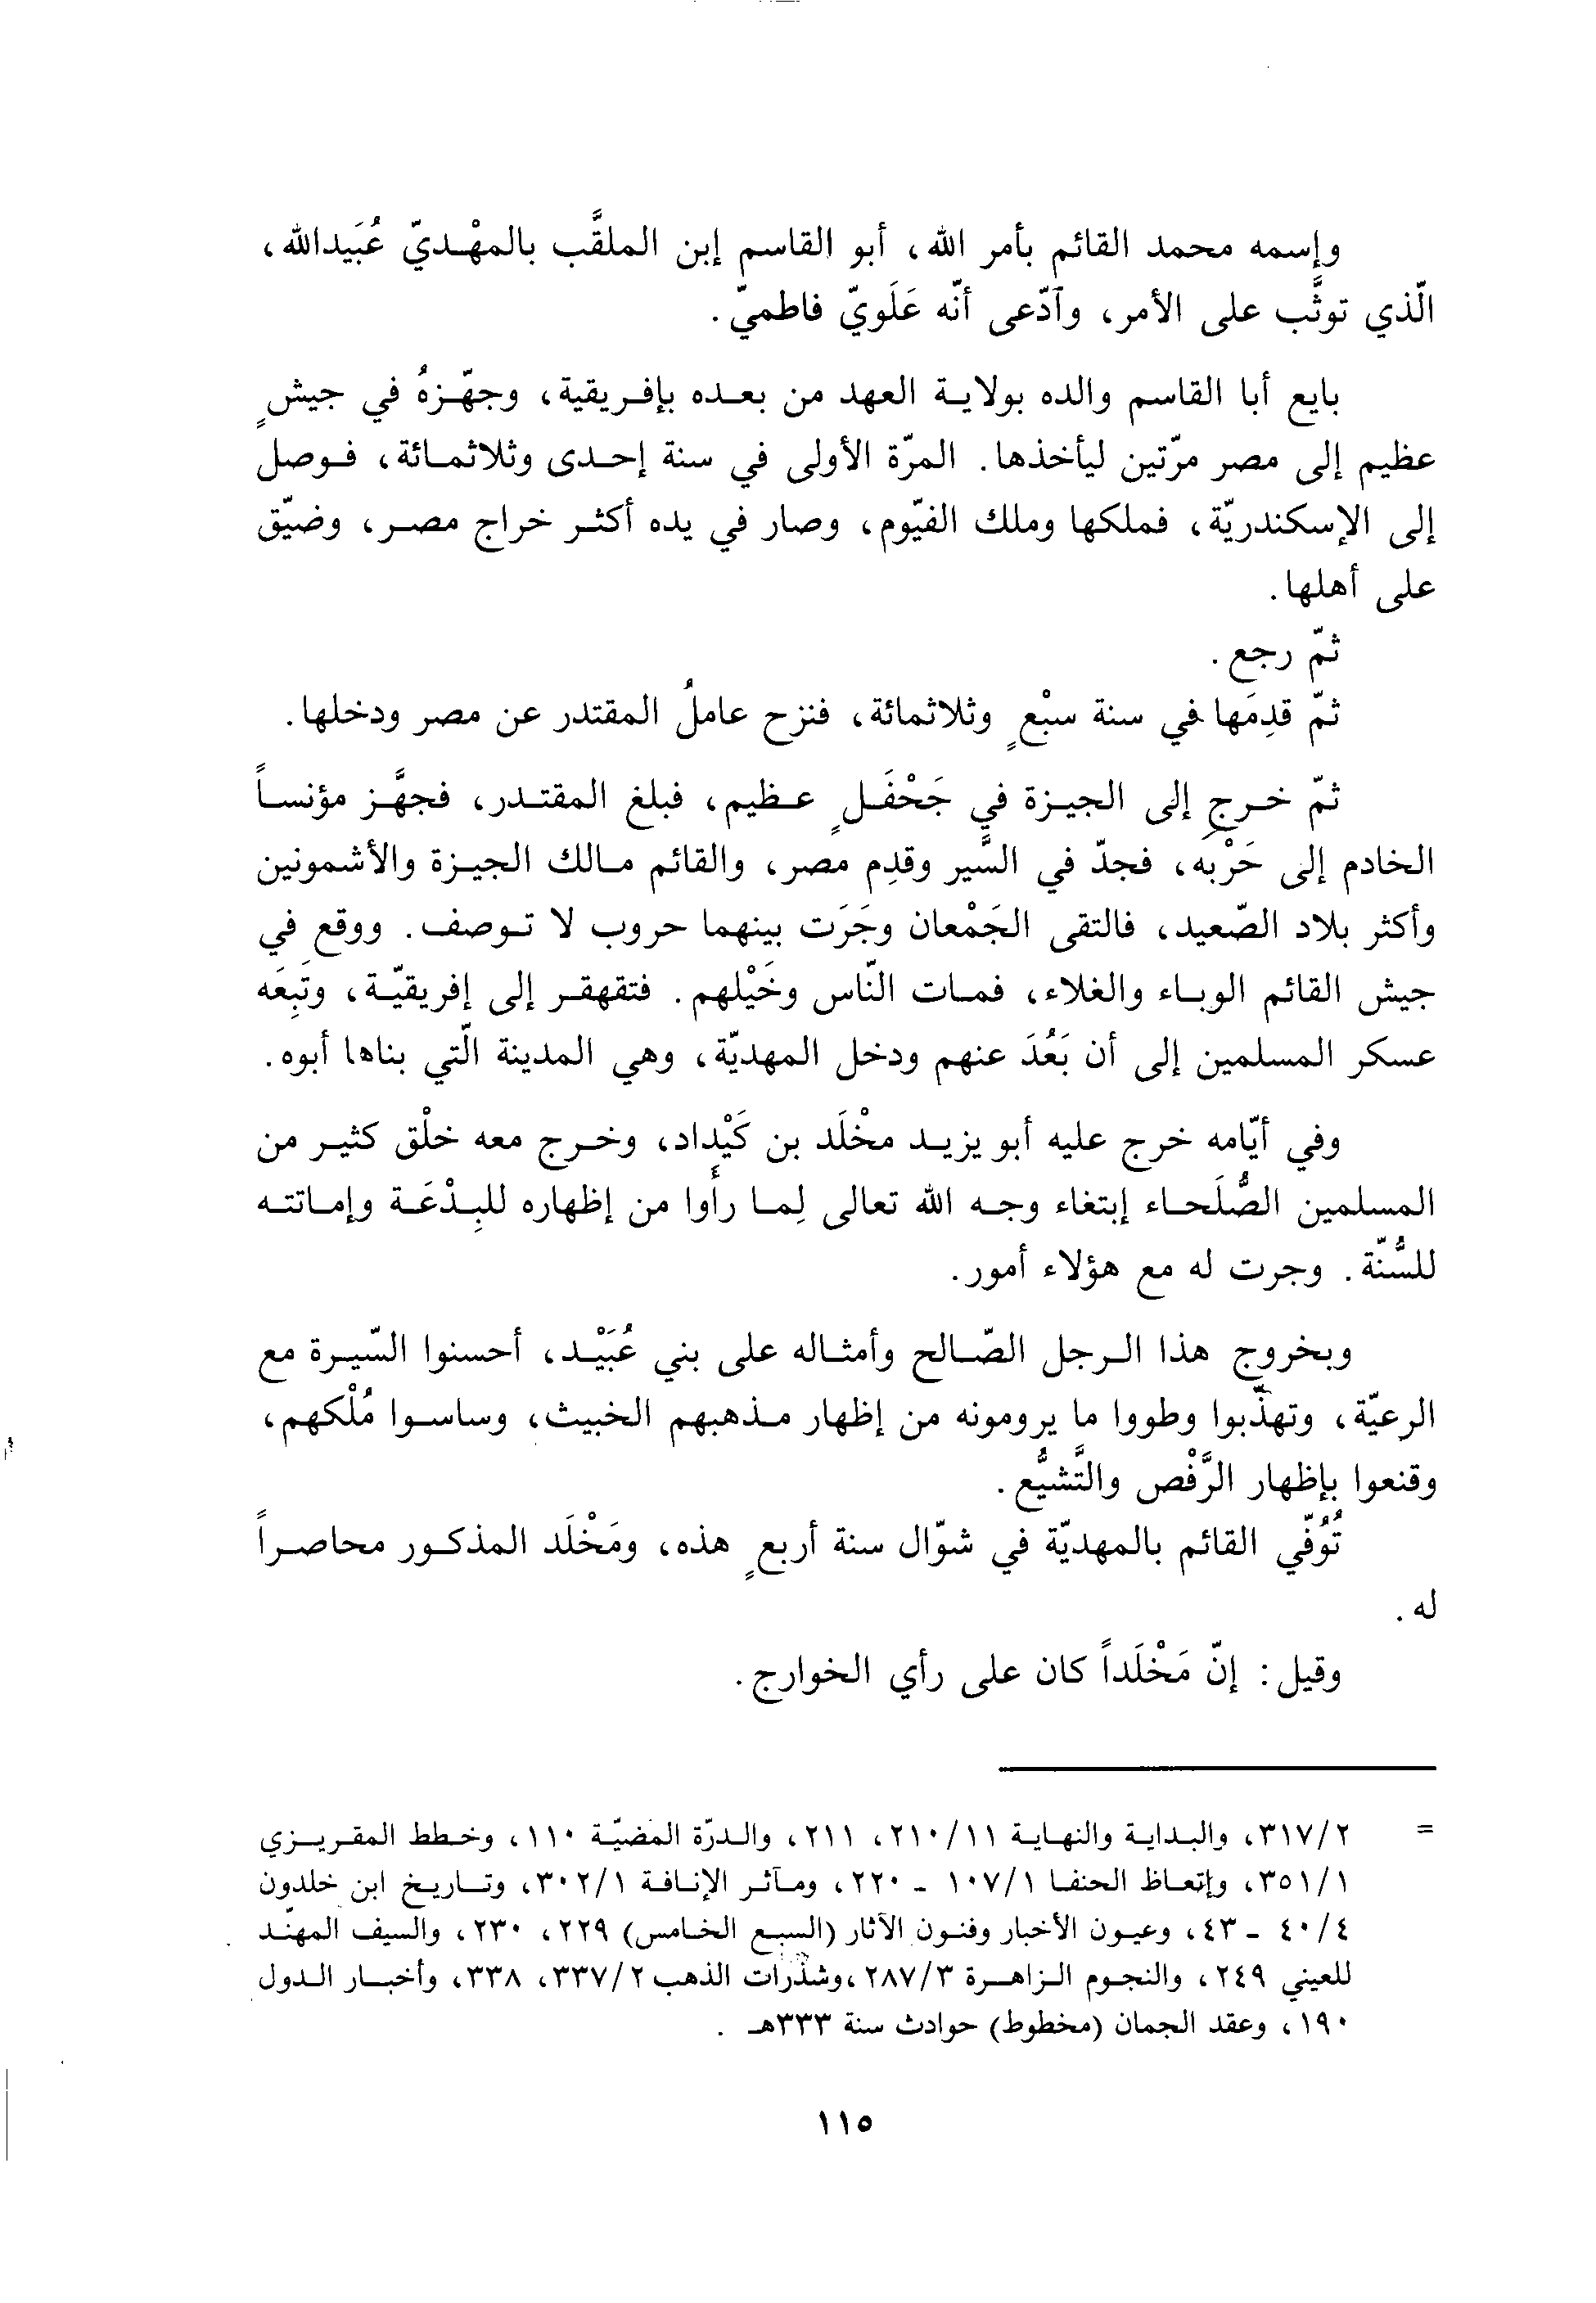 وإسمه محمد القائم بأمر الله، أبو القاسم إبن الملقَّب بالمهْديّ عُبَيدالله،
الّذي توثَّب على الأمر، وآدّعى أنّه عَلَويّ فاطميّ.
بايع أبا القاسم والده بولاية العهد من بعده بإفريقية، وجهّزهُ في جيشٍ
عظيم إلى مصر مرّتين ليأخذها. المرّة الأولى في سنة إحدى وثلاثمائة، فوصل
إلى الإسكندريّة، فملكها وملك الفيّوم، وصار في يده أكثر خراج مصر، وضيّق
على أهلها.
ثمّ رجع.
ثمّ قدِمَها في سنة سبْعٍ وثلاثمائة، فنزح عاملُ المقتدر عن مصر ودخلها.
ثمّ خرج إلى الجيزة في جَحْفَلٍ عظيم، فبلغ المقتدر، فجهَّز مؤنساً
الخادم إلى حَرْبه، فجدّ في السَّير وقدِم مصر، والقائم مالك الجيزة والأشمونين
وأكثر بلاد الصّعيد، فالتقى الجَمْعان وجَرَت بينهما حروب لا توصف. ووقع في
جيش القائم الوباء والغلاء، فمات النّاس وخَيْلهم. فتقهقر إلى إفريقيّة، وتَبِعَه
عسكر المسلمين إلى أن بَعُدَ عنهم ودخل المهديّة، وهي المدينة الّتي بناها أبوه.
وفي أيّامه خرج عليه أبو يزيد مخْلَد بن كَيْداد، وخرج معه خلْق كثير من
المسلمين الصُّلَحاء إبتغاء وجه الله تعالى لِما رأوا من إظهاره للبِدْعَة وإماتته
للسُّنّة. وجرت له مع هؤلاء أمور.
وبخروج هذا الرجل الصّالح وأمثاله على بني عُبَيْد، أحسنوا السّيرة مع
الرعيّة، وتهذّبوا وطووا ما يرومونه من إظهار مذهبهم الخبيث، وساسوا مُلْكهم،
وقنعوا بإظهار الرَّفْص والتَّشيُّع.
تُوُفّي القائم بالمهديّة في شوّال سنة أربعٍ هذه، ومَخْلَد المذكور محاصراً
له.
وقيل: إنّ مَخْلَداً كان على رأي الخوارج.
= ٣١٧/٢، والبداية والنهاية ٢١٠/١١، ٢١١، والدرّة المضيّة ١١٠، وخطط المقريزي
٣٥١/١، وإتعاظ الحنفا ١٠٧/١ - ٢٢٠، ومآثر الإنافة ٣٠٢/١، وتاريخ ابن خلدون
٤٠/٤ - ٤٣، وعيون الأخبار وفنون الآثار (السبع الخامس) ٢٢٩، ٢٣٠، والسيف المهنّد
للعيني ٢٤٩، والنجوم الزاهرة ٢٨٧/٣، وشذرات الذهب ٣٣٧/٢، ٣٣٨، وأخبار الدول
١٩٠، وعقد الجمان (مخطوط) حوادث سنة ٣٣٣هـ.
١١٥